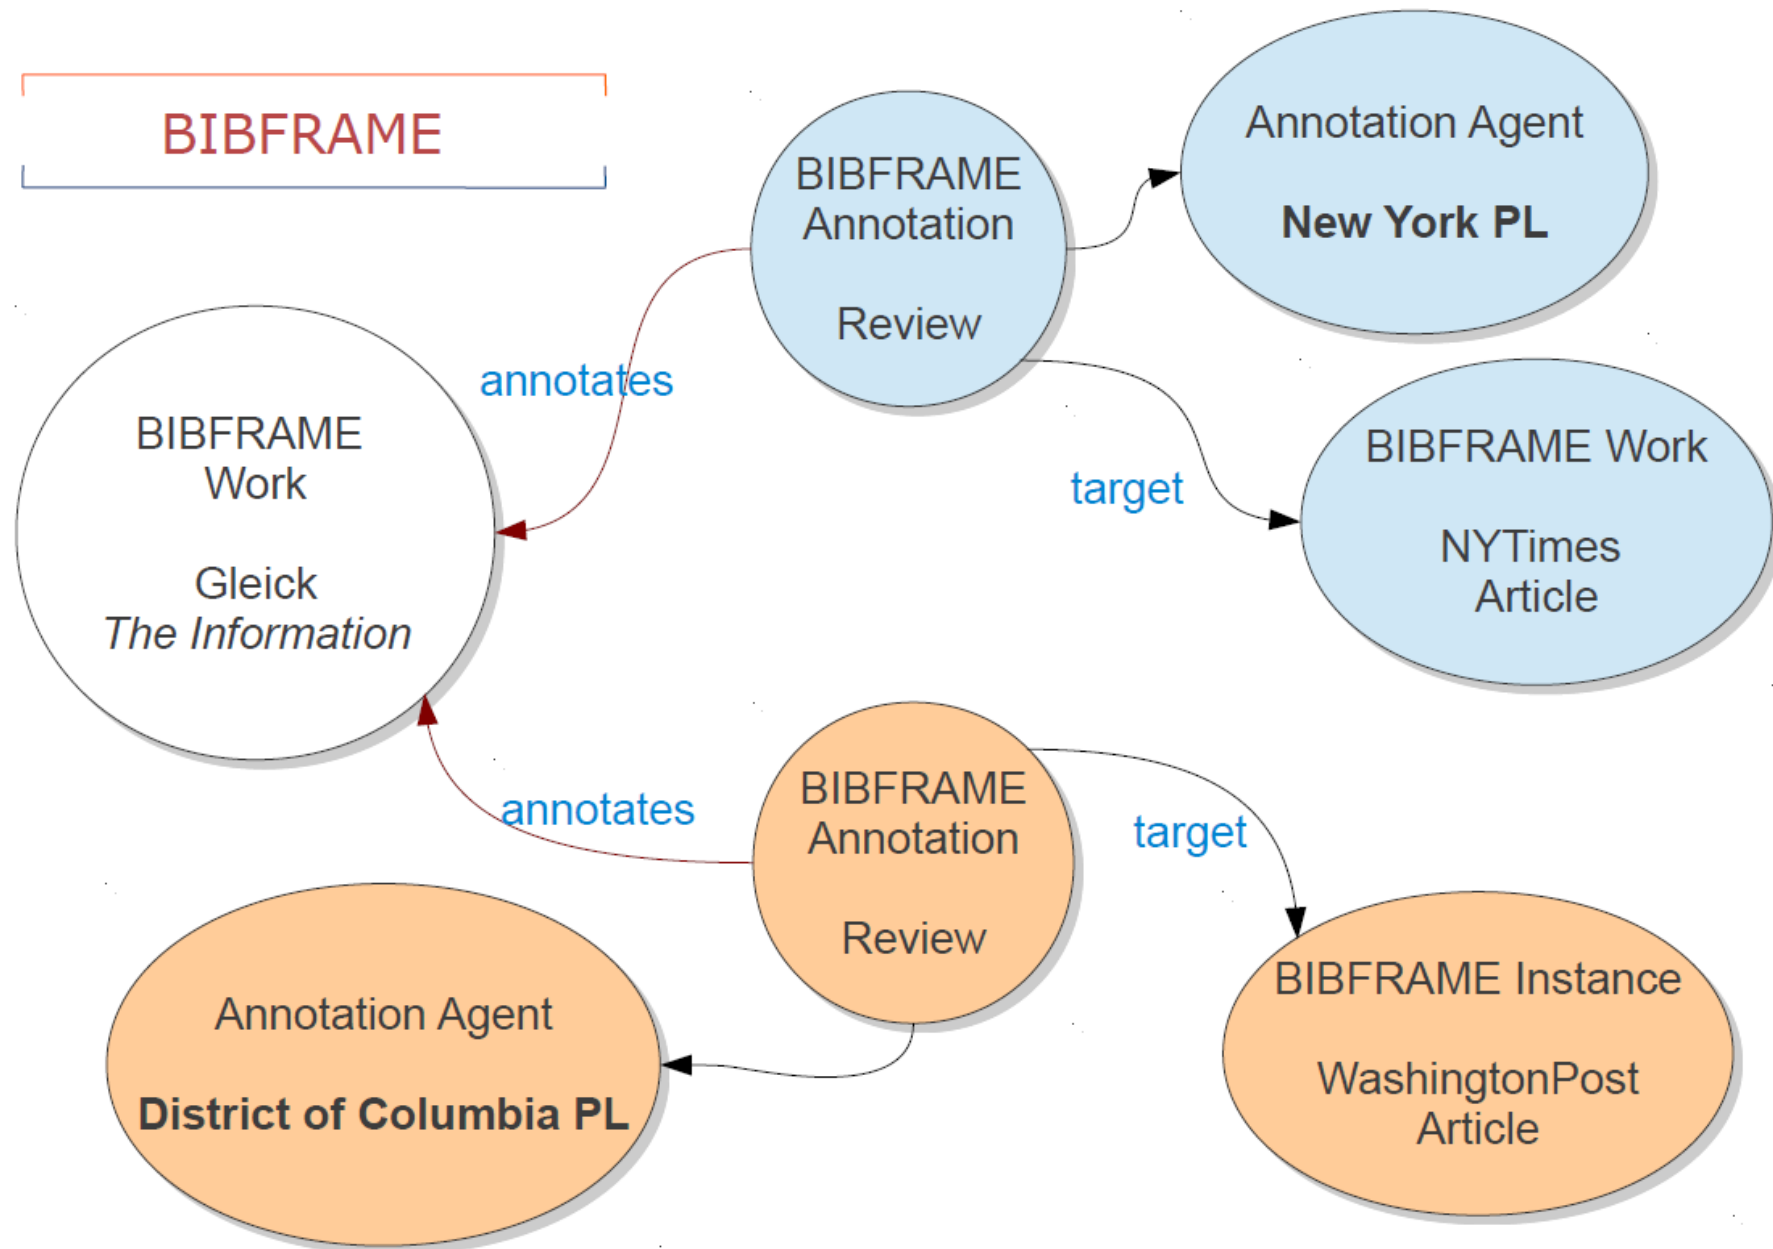 BIBFRAME
BIBFRAME
Annotation
Review
Annotation Agent
New York PL
annotates
BIBFRAME
Work
Gleick
The Information
target
BIBFRAME Work
NYTimes
Article
annotates
BIBFRAME
Annotation
Review
target
Annotation Agent
District of Columbia PL
BIBFRAME Instance
WashingtonPost
Article